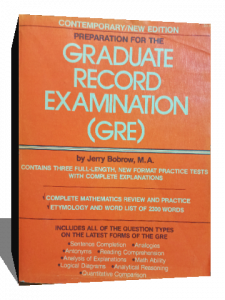 CONTEMPORARY/NEW EDITION
PREPARATION FOR THE
GRADUATE
RECORD
EXAMINATION
(GRE)
by Jerry Bobrow, M.A.
CONTAINS THREE FULL-LENGTH, NEW FORMAT PRACTICE TESTS
WITH COMPLETE EXPLANATIONS
•COMPLETE MATHEMATICS REVIEW AND PRACTICE
•ETYMOLOGY AND WORD LIST OF 2300 WORDS
INCLUDES ALL OF THE QUESTION TYPES
ON THE LATEST FORMS OF THE GRE
•Sentence Completion •Analogies
•Antonyms •Reading Comprehension
•Analysis of Explanations •Math Ability
•Logical Diagrams •Analytical Reasoning
•Quantitative Comparison